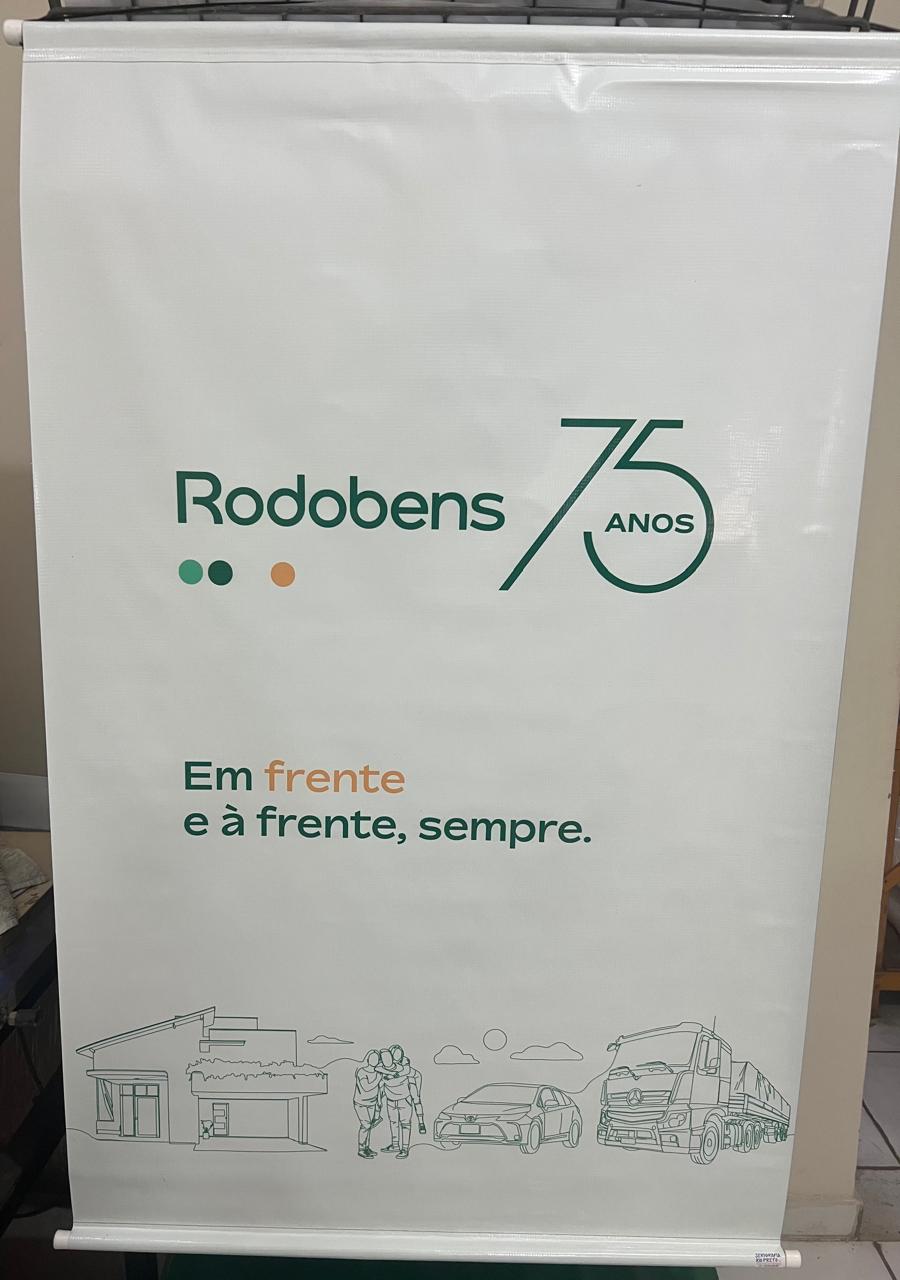 Rodobens
75
ANOS
Em frente
e à frente, sempre.